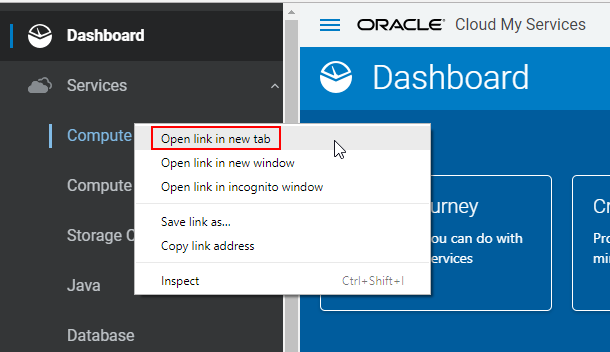 Dashboard
Services
Compute
Compute
Storage C
Java
Database
ORACLE Cloud My Services
Dashboard
urney
ou can do with
ervices
Cr
Pro
min
Open link in new tab
Open link in new window
Open link in incognito window
Save link as...
Copy link address
Inspect Ctrl+Shift+I